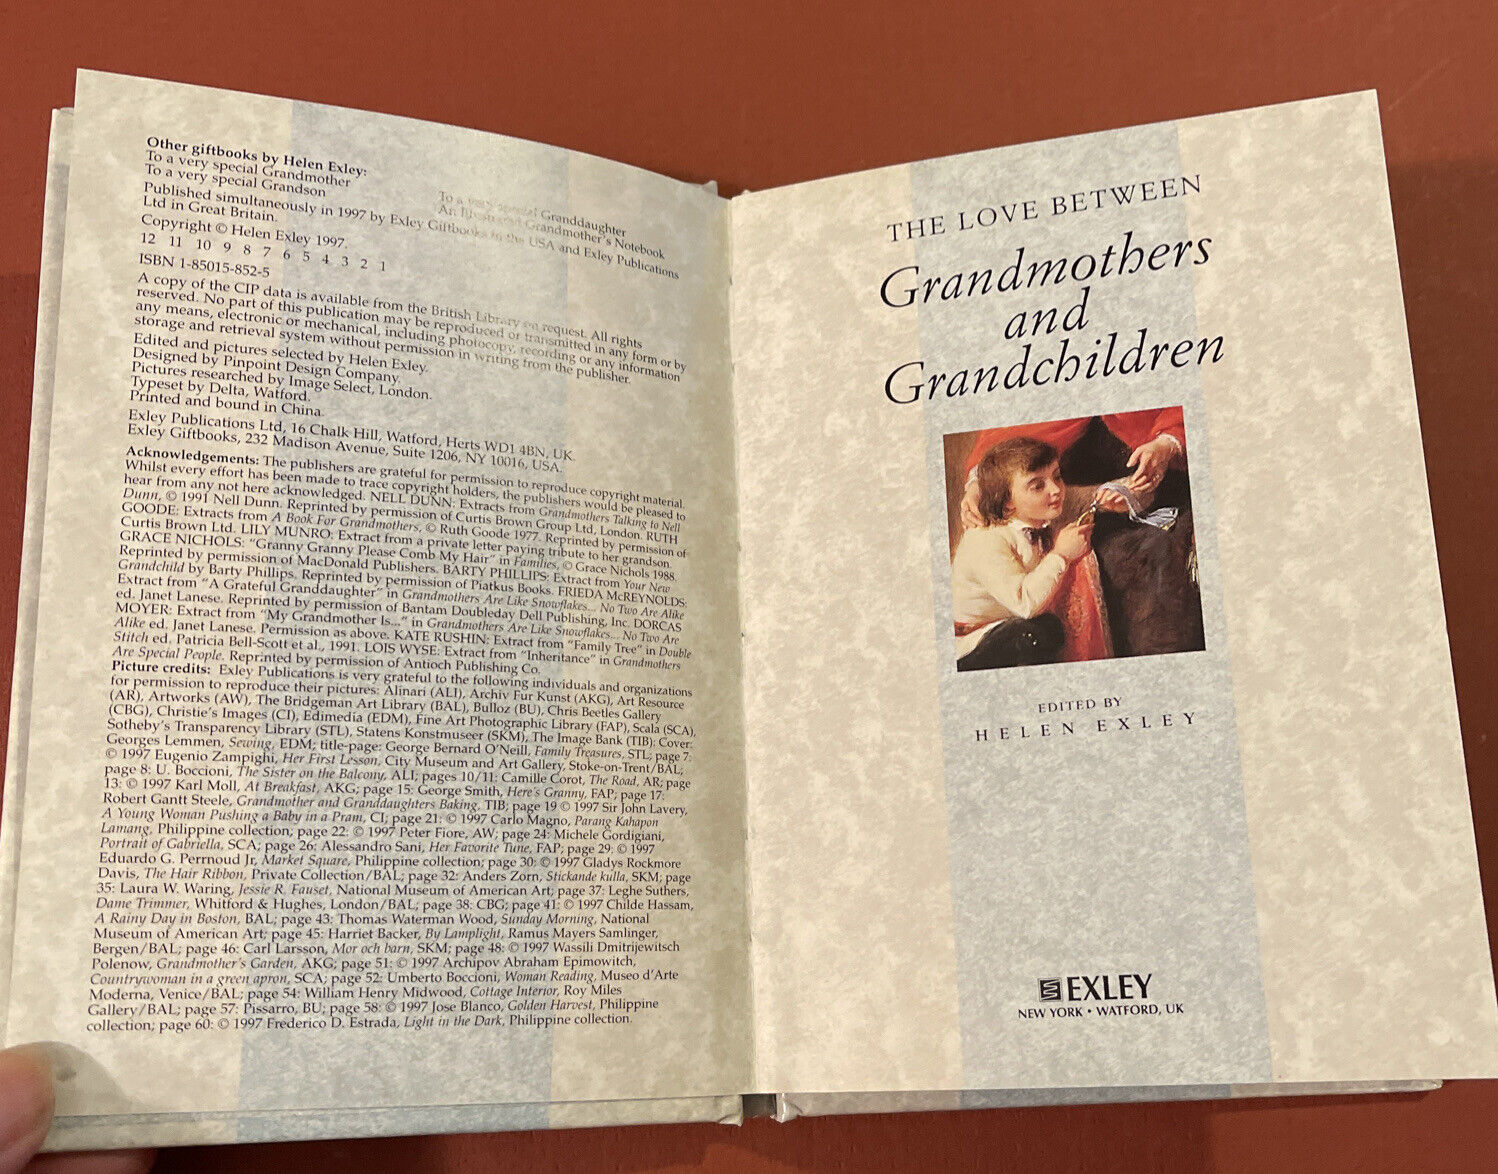 Other giftbooks by Helen Exley:
To a very special Grandmother
To a very special Grandson
To a very special Granddaughter
An Illustrated Grandmother's Notebook
Published simultaneously in 1997 by Exley Giftbooks in the USA and Exley Publications
Ltd in Great Britain.
Copyright © Helen Exley 1997.
12 11 10 9 8 7 6 5 4 3 2 1
ISBN 1-85015-852-5
A copy of the CIP data is available from the British Library on request. All rights
reserved. No part of this publication may be reproduced or transmitted in any form or by
any means, electronic or mechanical, including photocopy, recording or any information
storage and retrieval system without permission in writing from the publisher.
Edited and pictures selected by Helen Exley.
Designed by Pinpoint Design Company.
Pictures researched by Image Select, London.
Typeset by Delta, Watford.
Printed and bound in China.
Exley Publications Ltd, 16 Chalk Hill, Watford, Herts WD1 4BN, UK.
Exley Giftbooks, 232 Madison Avenue, Suite 1206, NY 10016, USA.
Acknowledgements: The publishers are grateful for permission to reproduce copyright material.
Whilst every effort has been made to trace copyright holders, the publishers would be pleased to
hear from any not here acknowledged. NELL DUNN: Extracts from Grandmothers Talking to Nell
Dunn, © 1991 Nell Dunn. Reprinted by permission of Curtis Brown Group Ltd, London. RUTH
GOODE: Extracts from A Book For Grandmothers, © Ruth Goode 1977. Reprinted by permission of
Curtis Brown Ltd. LILY MUNRO: Extract from a private letter paying tribute to her grandson.
GRACE NICHOLS: "Granny Granny Please Comb My Hair" in Families, © Grace Nichols 1988.
Reprinted by permission of MacDonald Publishers. BARTY PHILLIPS: Extract from Your New
Grandchild by Barty Phillips. Reprinted by permission of Piatkus Books. FRIEDA McREYNOLDS:
Extract from "A Grateful Granddaughter" in Grandmothers Are Like Snowflakes... No Two Are Alike
ed. Janet Lanese. Reprinted by permission of Bantam Doubleday Dell Publishing, Inc. DORCAS
MOYER: Extract from "My Grandmother Is..." in Grandmothers Are Like Snowflakes... No Two Are
Alike ed. Janet Lanese. Permission as above. KATE RUSHIN: Extract from "Family Tree" in Double
Stitch ed. Patricia Bell-Scott et al., 1991. LOIS WYSE: Extract from "Inheritance" in Grandmothers
Are Special People. Reprinted by permission of Antioch Publishing Co.
Picture credits: Exley Publications is very grateful to the following individuals and organizations
for permission to reproduce their pictures: Alinari (ALI), Archiv Fur Kunst (AKG), Art Resource
(AR), Artworks (AW), The Bridgeman Art Library (BAL), Bulloz (BU), Chris Beetles Gallery
(CBG), Christie's Images (CI), Edimedia (EDM), Fine Art Photographic Library (FAP), Scala (SCA),
Sotheby's Transparency Library (STL), Statens Konstmuseer (SKM), The Image Bank (TIB): Cover:
Georges Lemmen, Sewing, EDM; title-page: George Bernard O'Neill, Family Treasures, STL; page 7:
© 1997 Eugenio Zampighi, Her First Lesson, City Museum and Art Gallery, Stoke-on-Trent/BAL;
page 8: U. Boccioni, The Sister on the Balcony, ALI; pages 10/11: Camille Corot, The Road, AR; page
13: © 1997 Karl Moll, At Breakfast, AKG; page 15: George Smith, Here's Granny, FAP; page 17:
Robert Gantt Steele, Grandmother and Granddaughters Baking, TIB; page 19 © 1997 Sir John Lavery,
A Young Woman Pushing a Baby in a Pram, CI; page 21: © 1997 Carlo Magno, Parang Kahapon
Lamang, Philippine collection; page 22: © 1997 Peter Fiore, AW; page 24: Michele Gordigiani,
Portrait of Gabriella, SCA; page 26: Alessandro Sani, Her Favorite Tune, FAP; page 29: © 1997
Eduardo G. Perrnoud Jr, Market Square, Philippine collection; page 30: © 1997 Gladys Rockmore
Davis, The Hair Ribbon, Private Collection/BAL; page 32: Anders Zorn, Stickande kulla, SKM; page
35: Laura W. Waring, Jessie R. Fauset, National Museum of American Art; page 37: Leghe Suthers,
Dame Trimmer, Whitford & Hughes, London/BAL; page 38: CBG; page 41: © 1997 Childe Hassam,
A Rainy Day in Boston, BAL; page 43: Thomas Waterman Wood, Sunday Morning, National
Museum of American Art; page 45: Harriet Backer, By Lamplight, Ramus Mayers Samlinger,
Bergen/BAL; page 46: Carl Larsson, Mor och barn, SKM; page 48: © 1997 Wassili Dmitrijewitsch
Polenow, Grandmother's Garden, AKG; page 51: © 1997 Archipov Abraham Epimowitch,
Countrywoman in a green apron, SCA; page 52: Umberto Boccioni, Woman Reading, Museo d'Arte
Moderna, Venice/BAL; page 54: William Henry Midwood, Cottage Interior, Roy Miles
Gallery/BAL; page 57: Pissarro, BU; page 58: © 1997 Jose Blanco, Golden Harvest, Philippine
collection; page 60: © 1997 Frederico D. Estrada, Light in the Dark, Philippine collection.
THE LOVE BETWEEN
Grandmothers
and
Grandchildren
EDITED BY
HELEN EXLEY
EXLEY
NEW YORK • WATFORD, UK